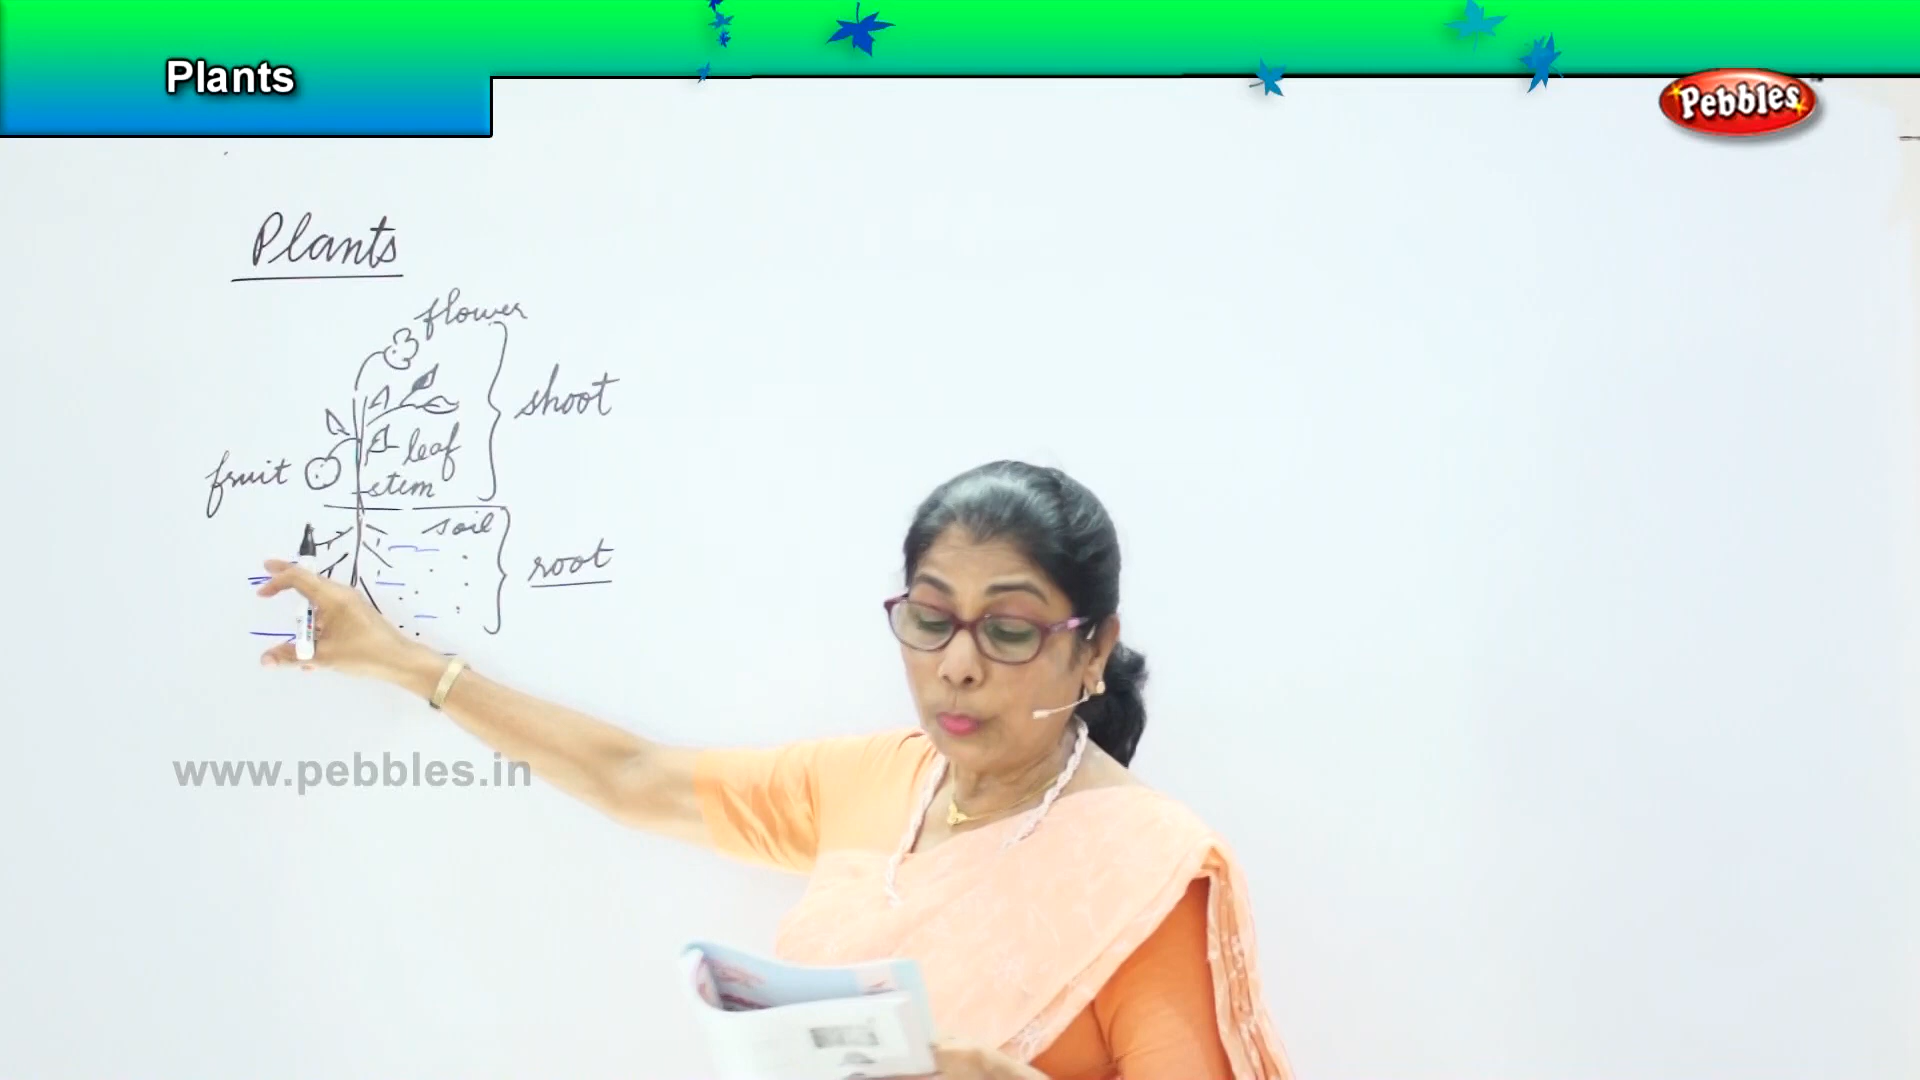 Plants
Pebbles
Plants
flower
shoot
leaf
fruit
stem
soil
root
www.pebbles.in